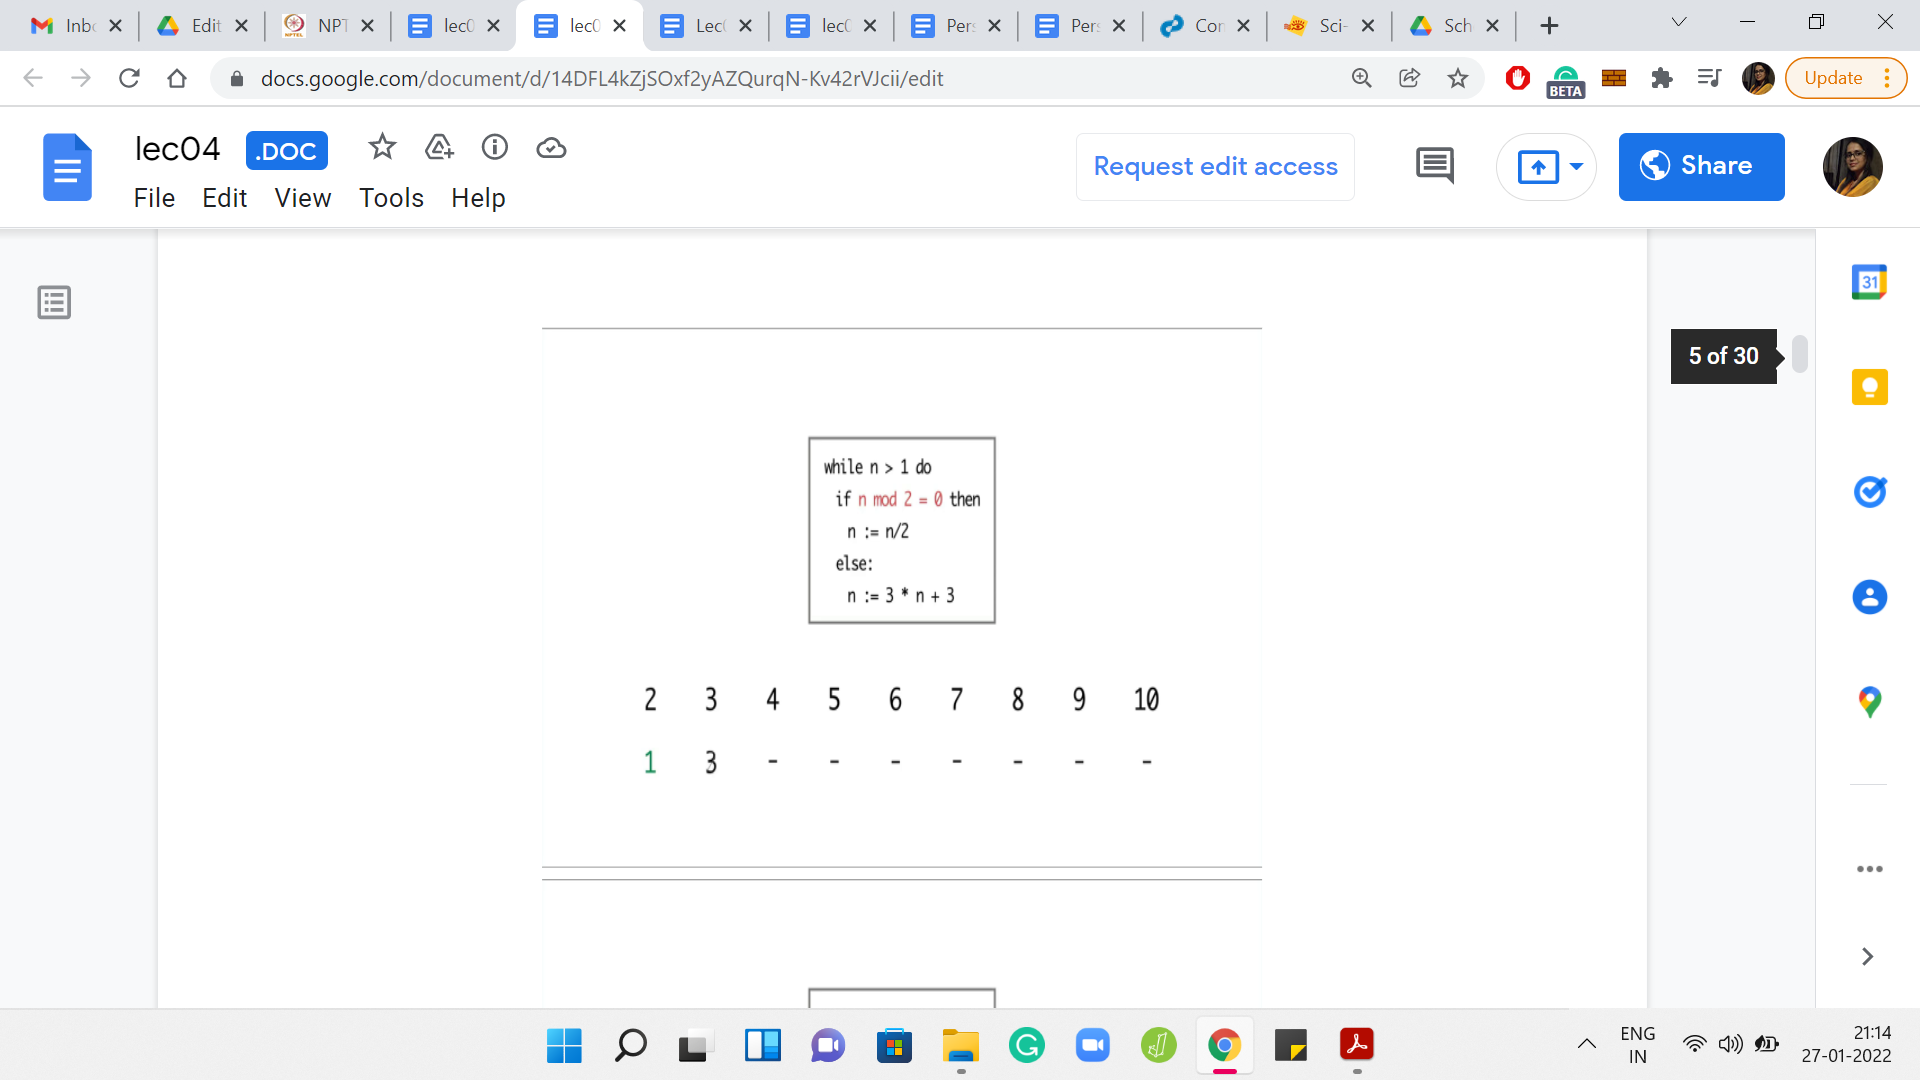 Inbo
Edit
NPT
lec0
lec0
Lec
lec0
Pers
Pers
Con
Sci-
Sch
docs.google.com/document/d/14DFL4kZjSOxf2yAZQurqN-Kv42rVJcii/edit
BETA
Update
lec04
.DOC
File Edit View Tools Help
Request edit access
Share
31
5 of 30
while n > 1 do
if n mod 2 = 0 then
n := n/2
else:
n := 3 * n + 3
2 3 4 5 6 7 8 9 10
1 3 - - - - - - -
ENG
IN
21:14
27-01-2022